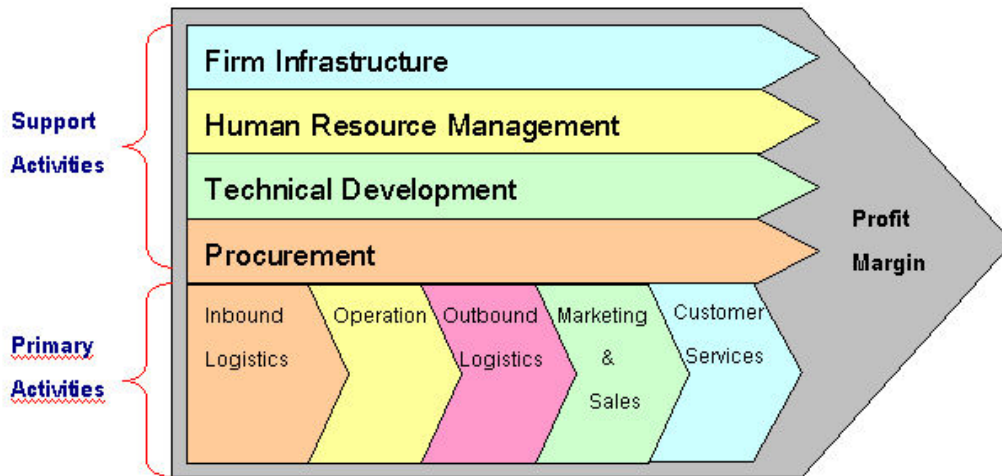 Support
Activities
Firm Infrastructure
Human Resource Management
Technical Development
Procurement
Profit
Margin
Primary
Activities
Inbound
Logistics
Operation
Outbound
Logistics
Marketing
&
Sales
Customer
Services